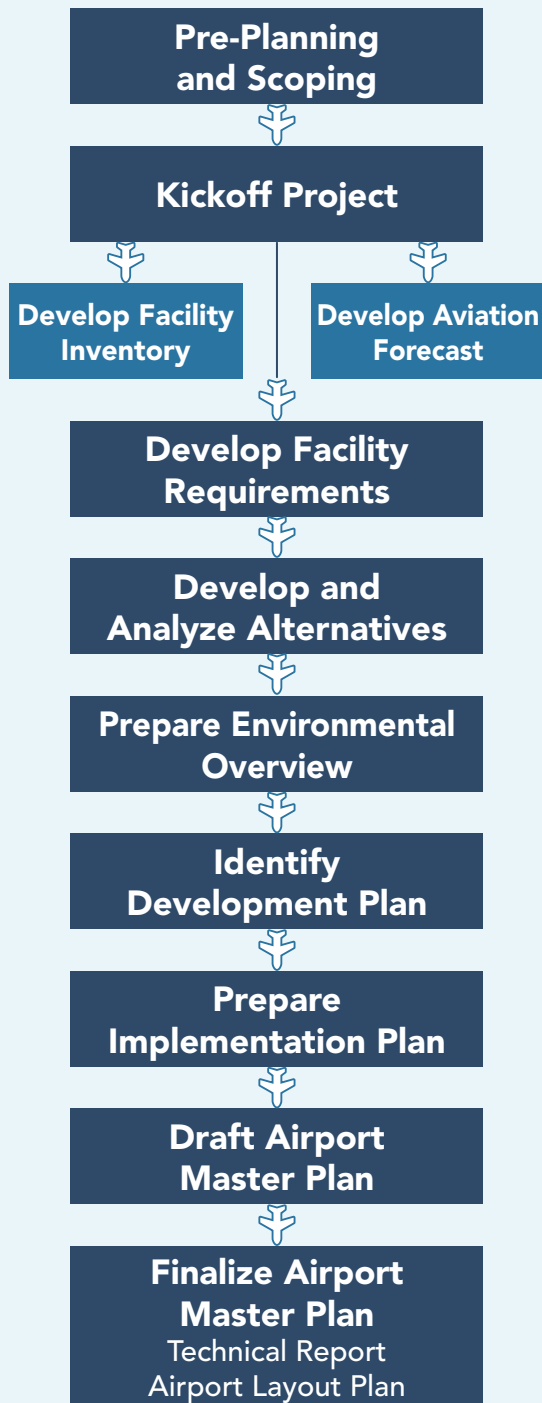 Pre-Planning
and Scoping
Kickoff Project
Develop Facility
Inventory
Develop Aviation
Forecast
Develop Facility
Requirements
Develop and
Analyze Alternatives
Prepare Environmental
Overview
Identify
Development Plan
Prepare
Implementation Plan
Draft Airport
Master Plan
Finalize Airport
Master Plan
Technical Report
Airport Layout Plan